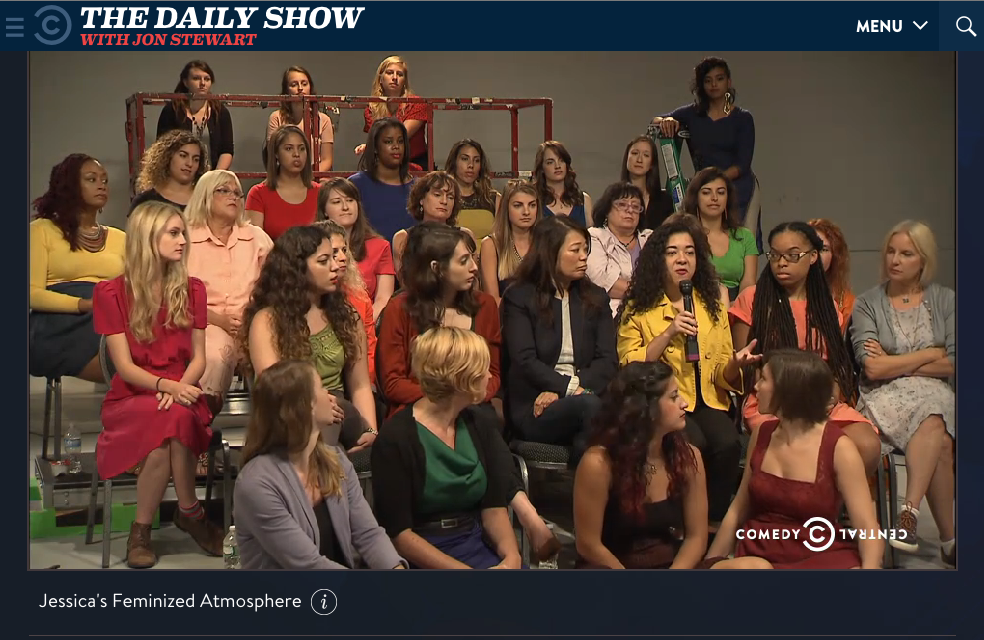 THE DAILY SHOW
WITH JON STEWART
MENU
COMEDY CENTRAL
Jessica's Feminized Atmosphere